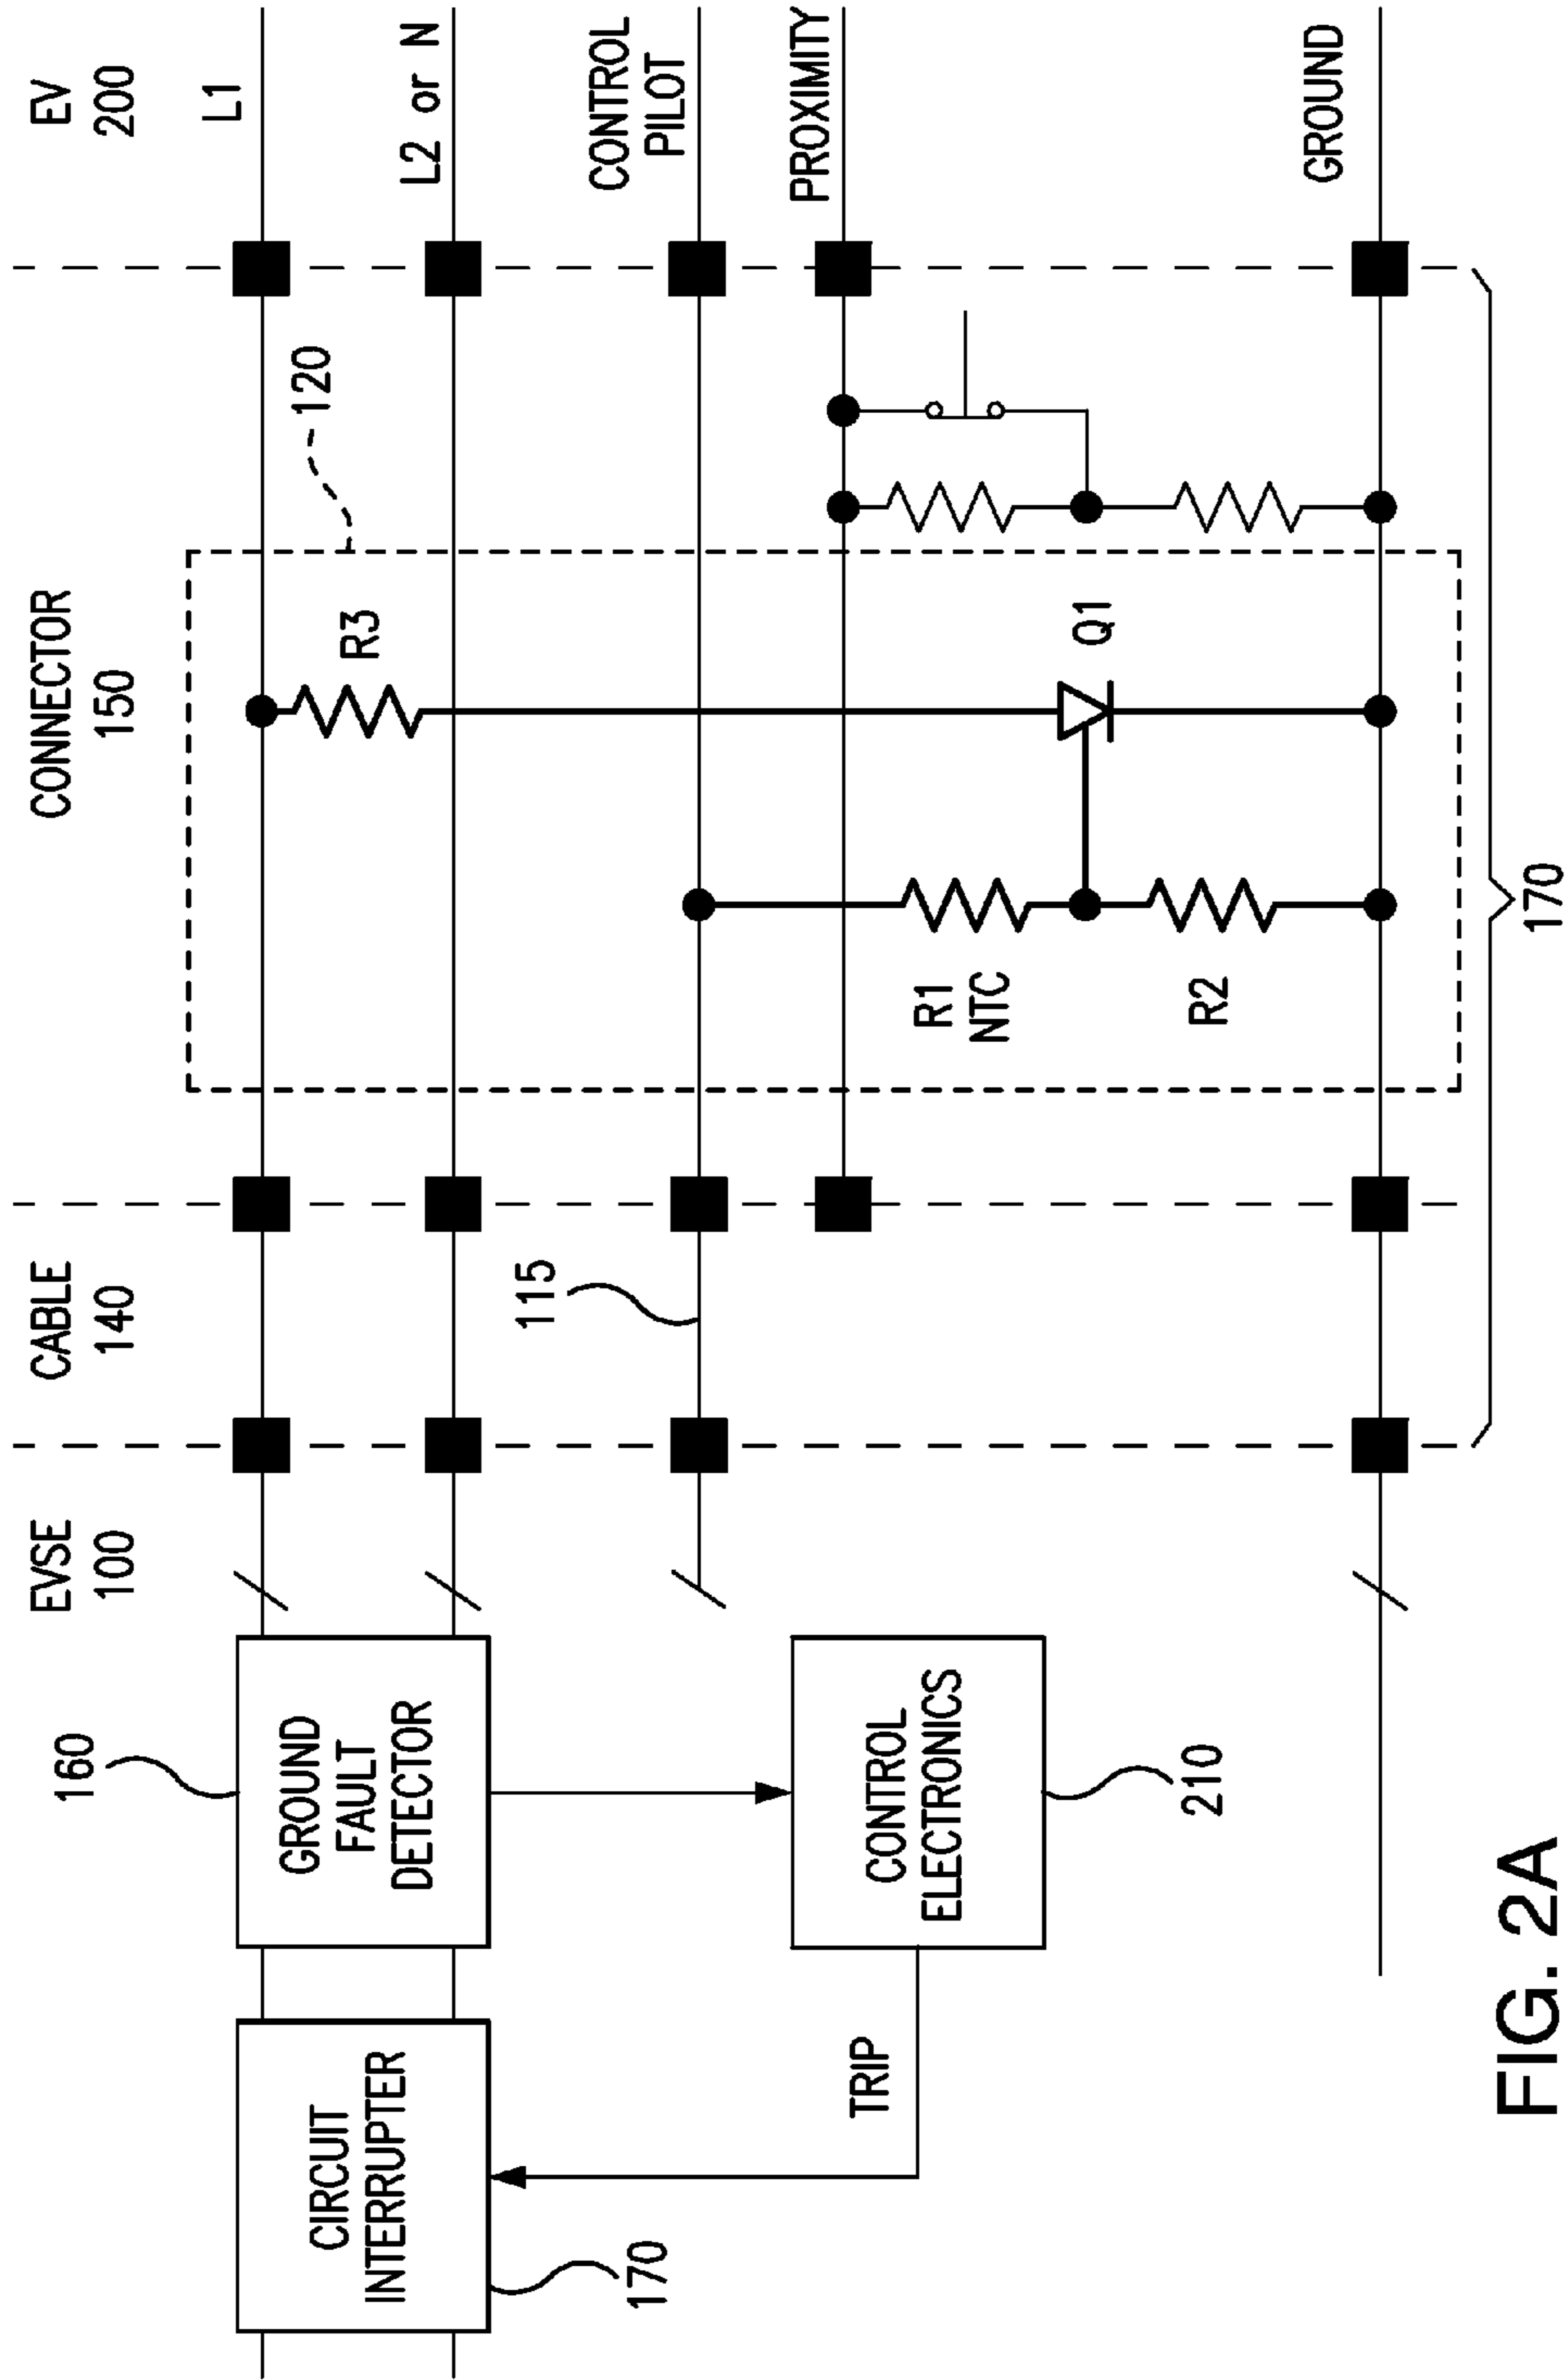 EVSE
100
CABLE
140
CONNECTOR
150
EV
200
160
120
L1
CIRCUIT
INTERRUPTER
GROUND
FAULT
DETECTOR
R3
L2 or N
115
170
CONTROL
PILOT
TRIP
CONTROL
ELECTRONICS
PROXIMITY
R1
NTC
Q1
210
R2
GROUND
170
FIG. 2A